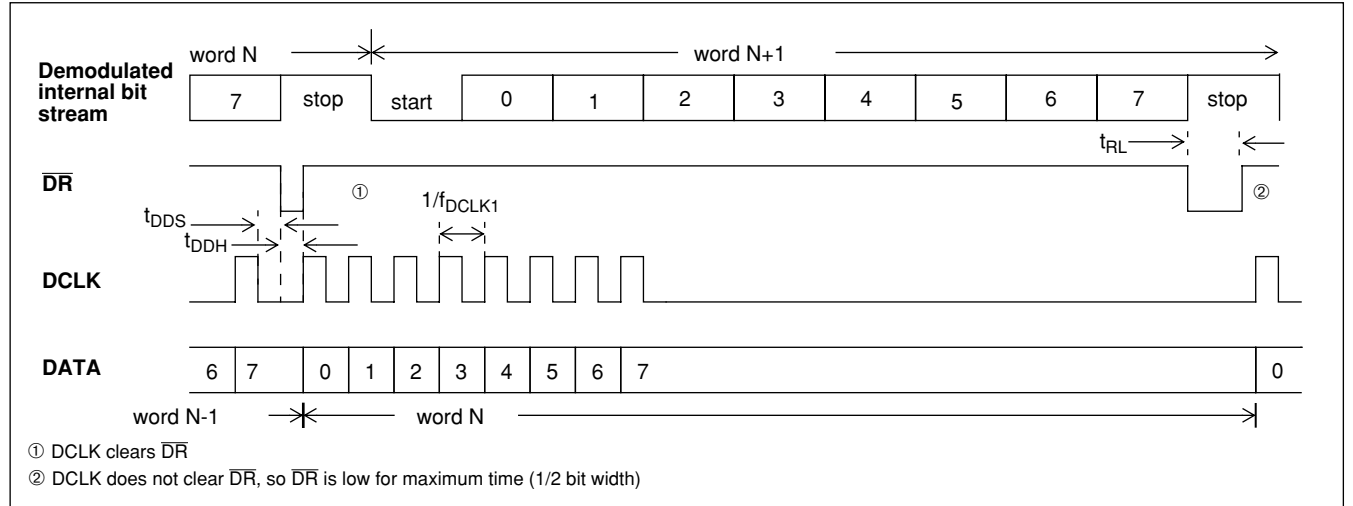 word N
word N+1
Demodulated
internal bit
stream
7 stop start 0 1 2 3 4 5 6 7 stop
tRL
DR
① ②
1/fDCLK1
tDDS
tDDH
DCLK
DATA
6 7 0 1 2 3 4 5 6 7 0
word N-1 word N
① DCLK clears DR
② DCLK does not clear DR, so DR is low for maximum time (1/2 bit width)